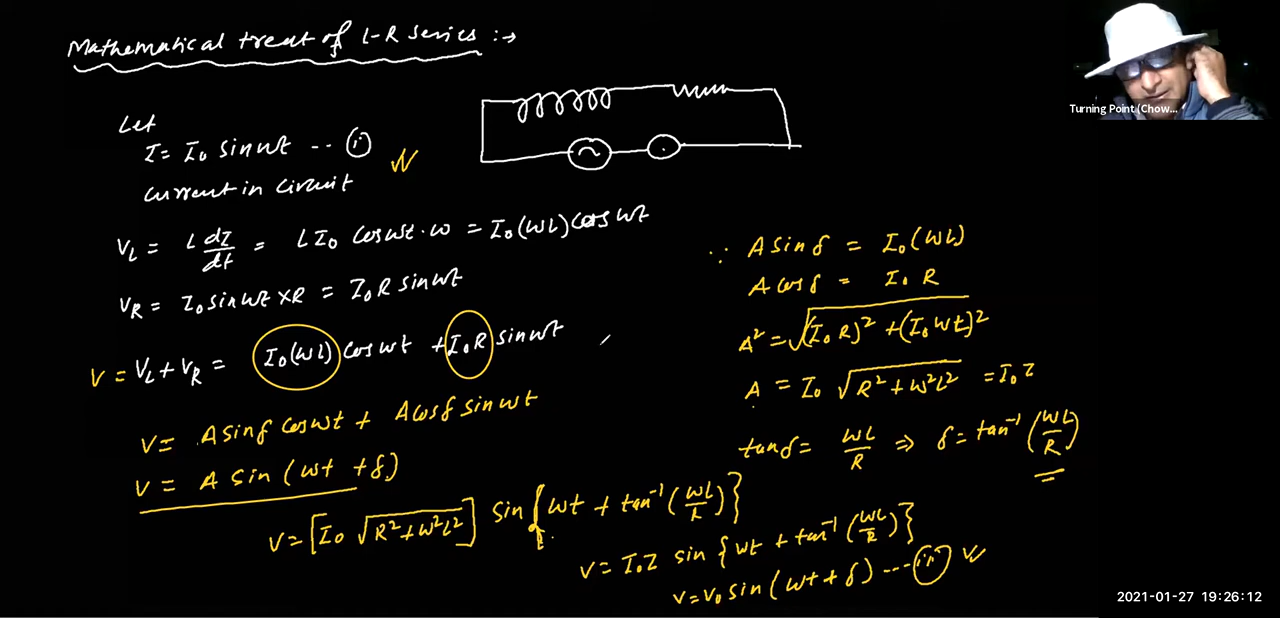 Mathematical treat of L-R series :→
Let
I = I₀ sinωt -- (i)
Current in circuit
V_L = L dI/dt = L I₀ cosωt · ω = I₀(ωL) cosωt
V_R = I₀ sinωt × R = I₀ R sinωt
V = V_L + V_R = I₀(ωL) cosωt + I₀R sinωt
V = A sinδ cosωt + A cosδ sinωt
V = A sin(ωt + δ)
V = [I₀ √(R² + ω²L²)] sin{ωt + tan⁻¹(ωL/R)}
∵ A sinδ = I₀(ωL)
A cosδ = I₀ R
A² = √((I₀R)² + (I₀ωt)²)
A = I₀ √(R² + ω²L²) = I₀Z
tanδ = ωL/R ⇒ δ = tan⁻¹(ωL/R)
V = I₀Z sin{ωt + tan⁻¹(ωL/R)}
V = V₀ sin(ωt + δ) --- (ii)
Turning Point (Chow...
2021-01-27 19:26:12